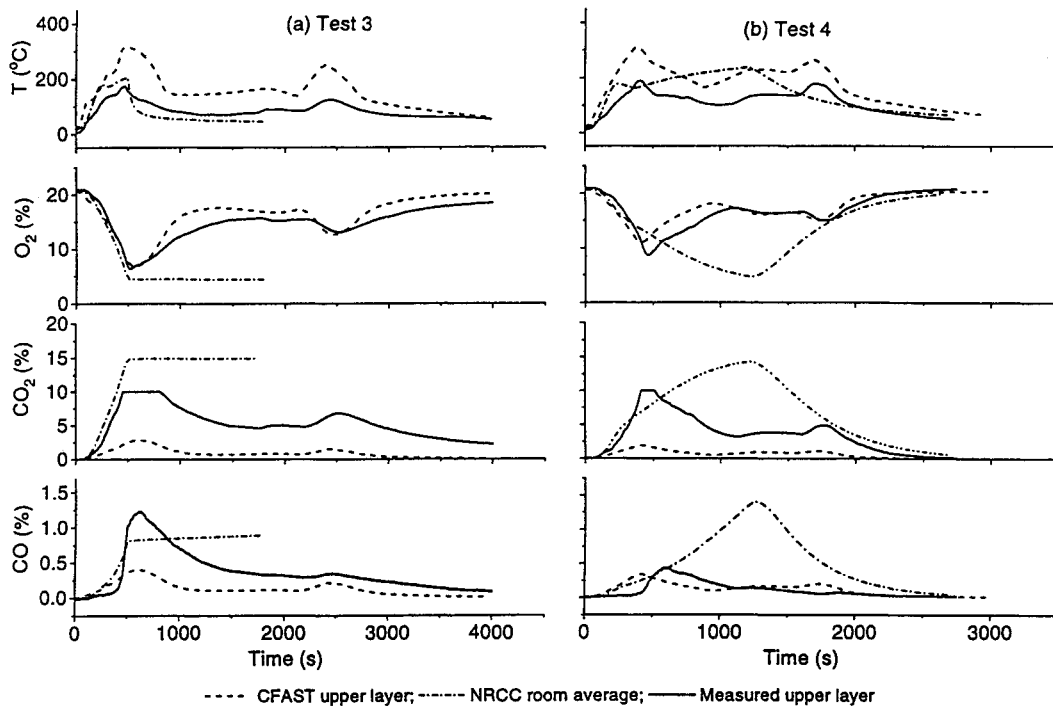 (a) Test 3
(b) Test 4
T (°C)
400
200
0
O2 (%)
20
15
10
5
0
CO2 (%)
20
15
10
5
0
CO (%)
1.5
1.0
0.5
0.0
0 1000 2000 3000 4000
0 1000 2000 3000
Time (s)
Time (s)
CFAST upper layer; NRCC room average; Measured upper layer